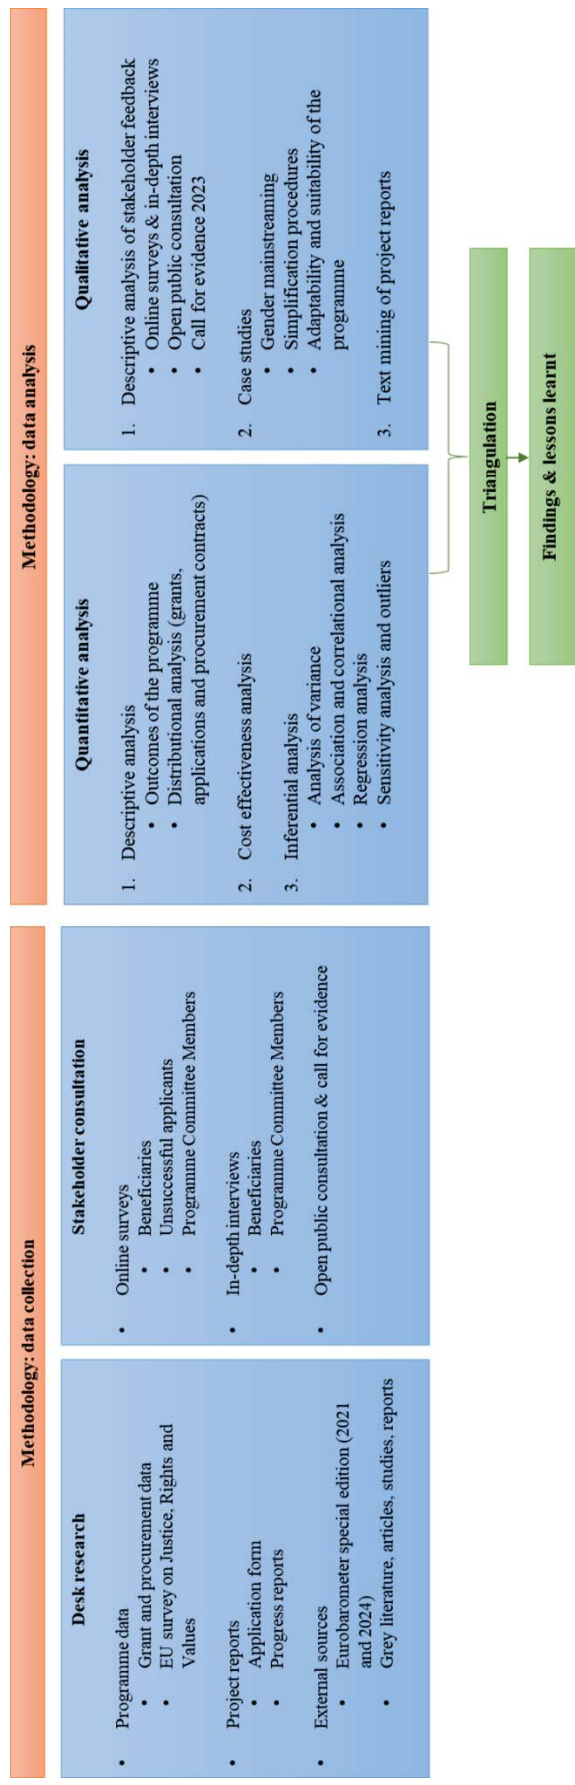 Methodology: data collection
Desk research
• Programme data
• Grant and procurement data
• EU survey on Justice, Rights and
Values
• Project reports
• Application form
• Progress reports
• External sources
• Eurobarometer special edition (2021
and 2024)
• Grey literature, articles, studies, reports
Stakeholder consultation
• Online surveys
• Beneficiaries
• Unsuccessful applicants
• Programme Committee Members
• In-depth interviews
• Beneficiaries
• Programme Committee Members
• Open public consultation & call for evidence
Methodology: data analysis
Quantitative analysis
1. Descriptive analysis
• Outcomes of the programme
• Distributional analysis (grants,
applications and procurement contracts)
2. Cost effectiveness analysis
3. Inferential analysis
• Analysis of variance
• Association and correlational analysis
• Regression analysis
• Sensitivity analysis and outliers
Qualitative analysis
1. Descriptive analysis of stakeholder feedback
• Online surveys & in-depth interviews
• Open public consultation
• Call for evidence 2023
2. Case studies
• Gender mainstreaming
• Simplification procedures
• Adaptability and suitability of the
programme
3. Text mining of project reports
Triangulation
Findings & lessons learnt